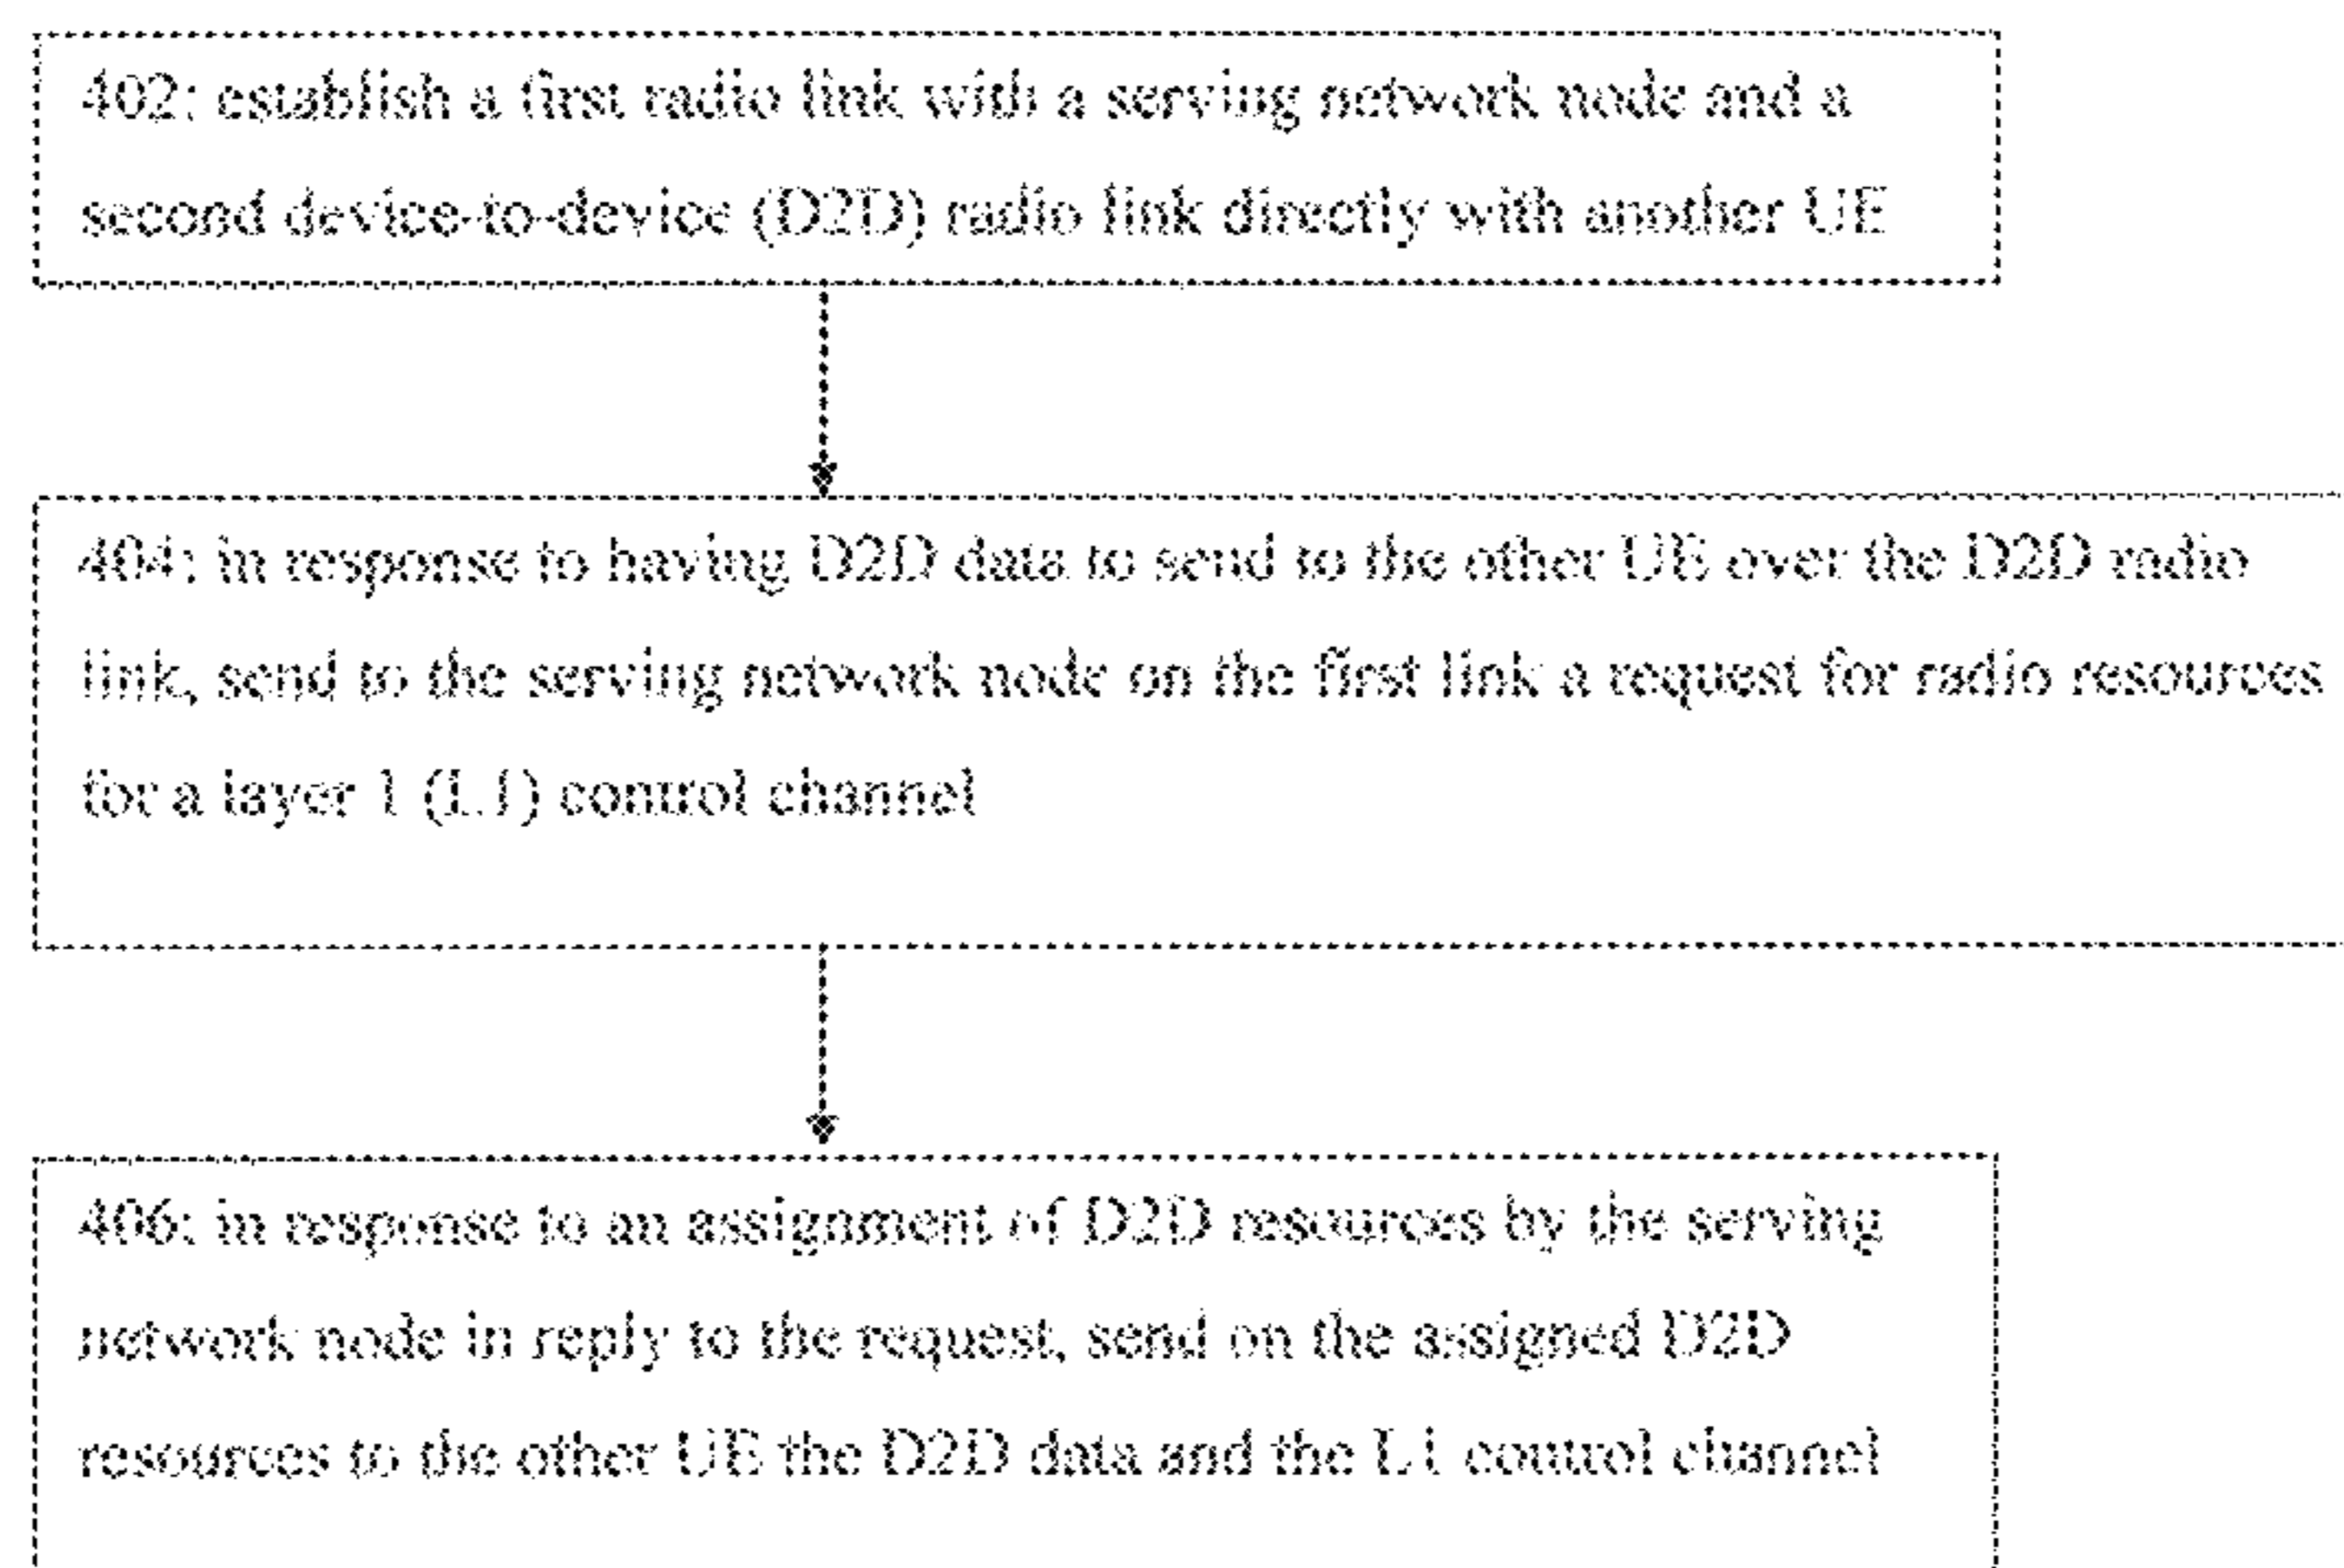 402: establish a first radio link with a serving network node and a
second device-to-device (D2D) radio link directly with another UE
404: in response to having D2D data to send to the other UE over the D2D radio
link, send to the serving network node on the first link a request for radio resources
for a layer 1 (L1) control channel
406: in response to an assignment of D2D resources by the serving
network node in reply to the request, send on the assigned D2D
resources to the other UE the D2D data and the L1 control channel